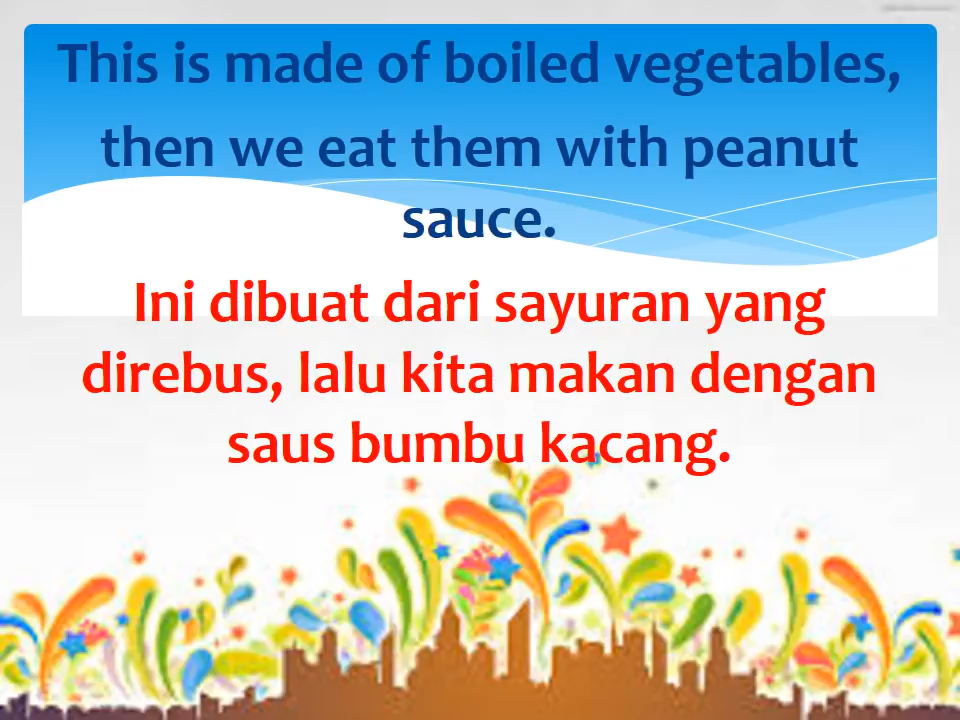 This is made of boiled vegetables,
then we eat them with peanut
sauce.
Ini dibuat dari sayuran yang
direbus, lalu kita makan dengan
saus bumbu kacang.